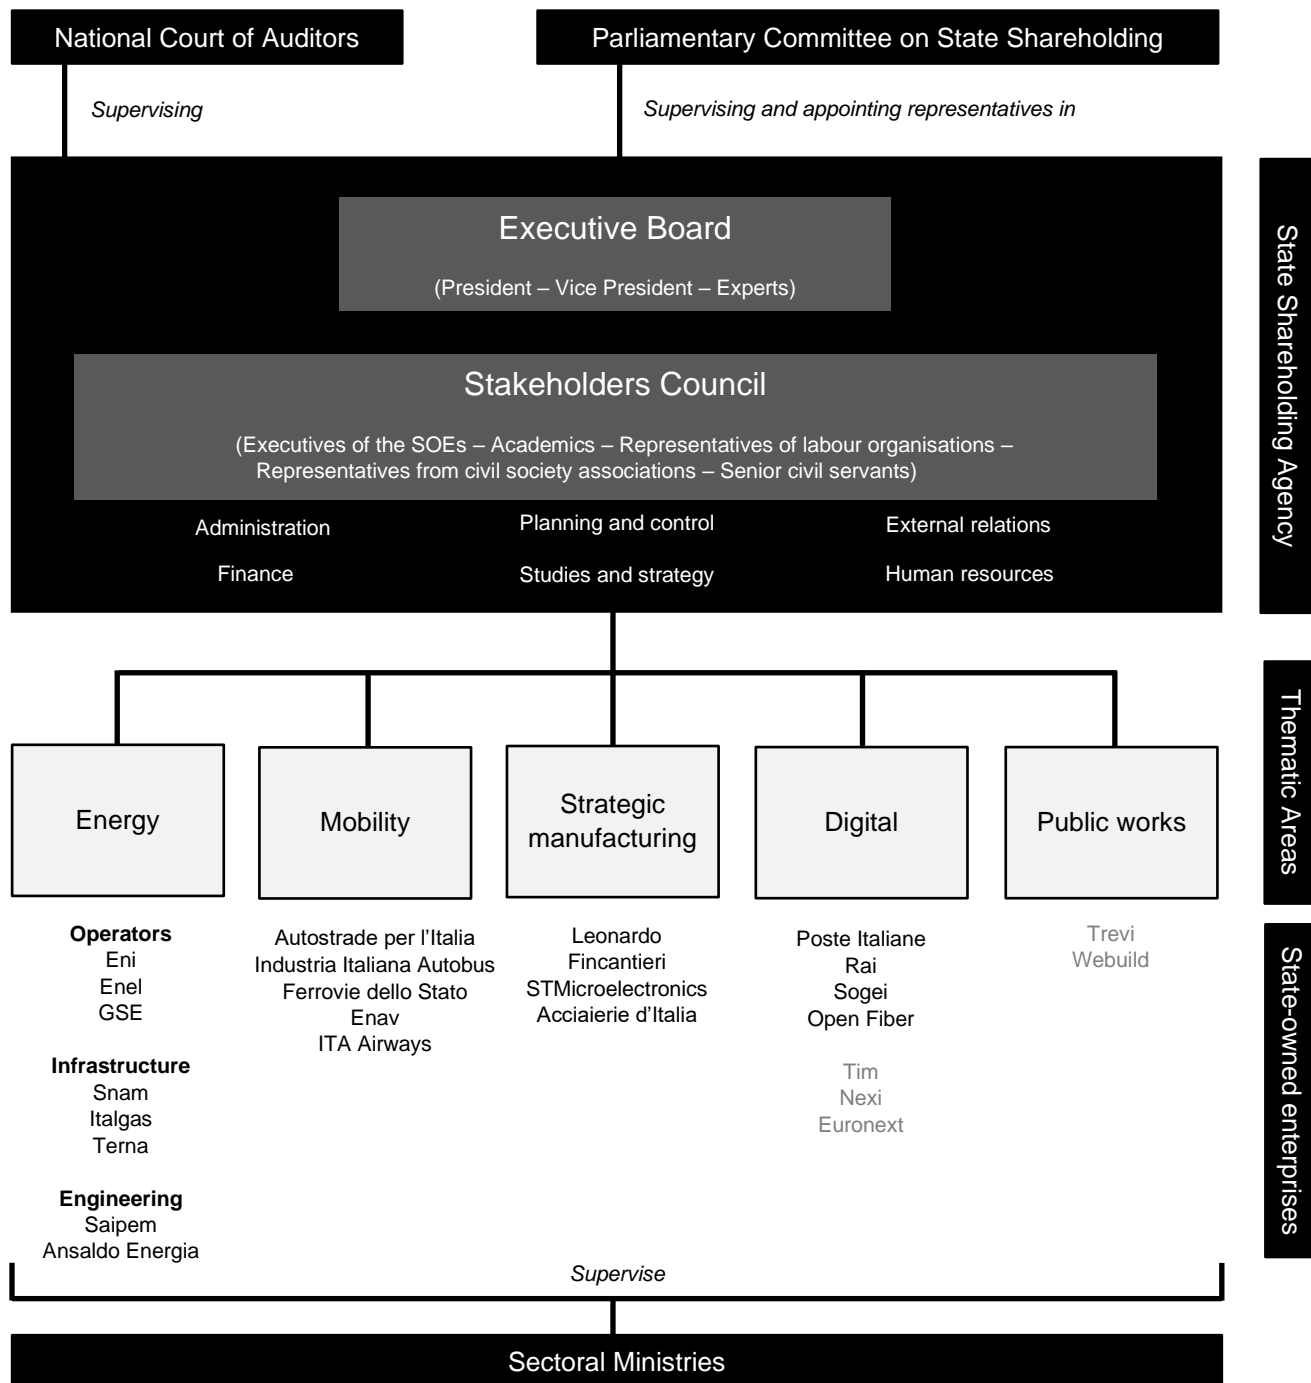 National Court of Auditors
Parliamentary Committee on State Shareholding
Supervising
Supervising and appointing representatives in
State Shareholding Agency
Executive Board
(President – Vice President – Experts)
Stakeholders Council
(Executives of the SOEs – Academics – Representatives of labour organisations –
Representatives from civil society associations – Senior civil servants)
Administration
Planning and control
External relations
Finance
Studies and strategy
Human resources
Thematic Areas
Energy
Mobility
Strategic
manufacturing
Digital
Public works
State-owned enterprises
Operators
Eni
Enel
GSE
Infrastructure
Snam
Italgas
Terna
Engineering
Saipem
Ansaldo Energia
Autostrade per l’Italia
Industria Italiana Autobus
Ferrovie dello Stato
Enav
ITA Airways
Leonardo
Fincantieri
STMicroelectronics
Acciaierie d’Italia
Poste Italiane
Rai
Sogei
Open Fiber
Tim
Nexi
Euronext
Trevi
Webuild
Supervise
Sectoral Ministries